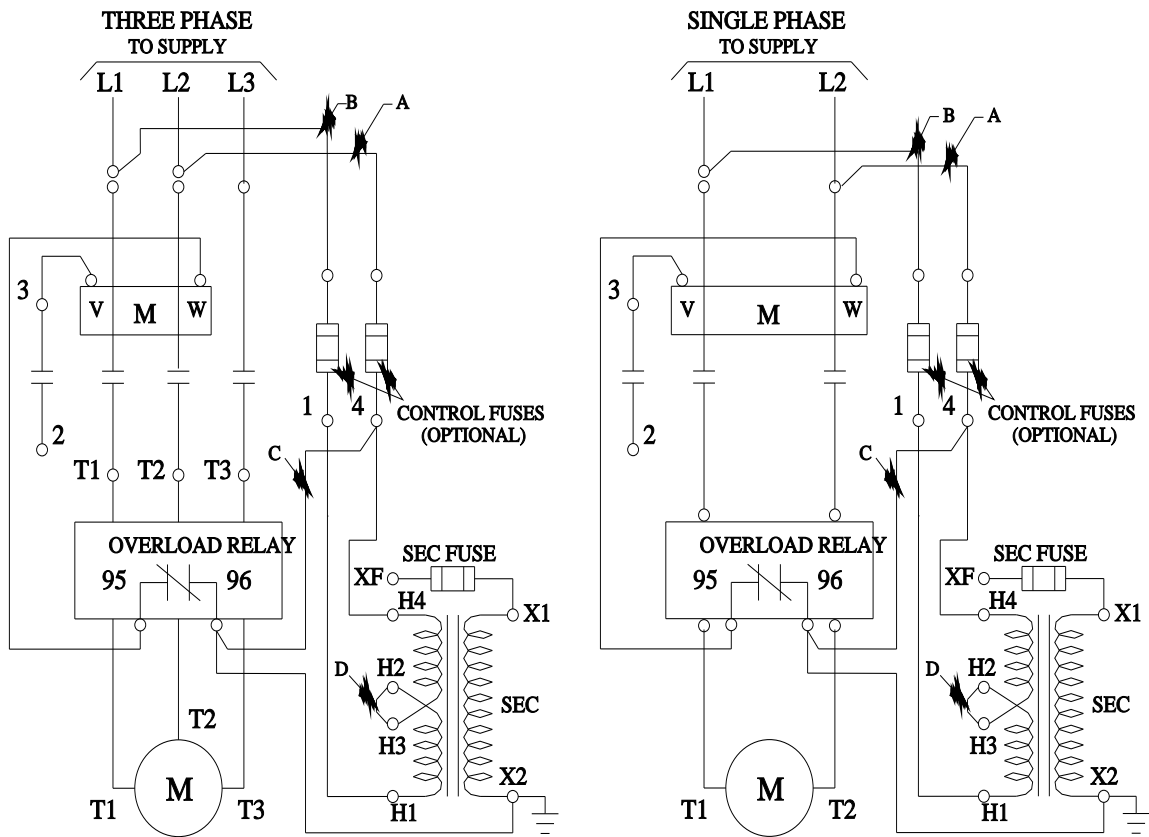 THREE PHASE
TO SUPPLY
L1 L2 L3
B A
3
V M W
1 4
CONTROL FUSES
(OPTIONAL)
2
C
T1 T2 T3
OVERLOAD RELAY
95 96
SEC FUSE
XF
H4 X1
D H2
SEC
H3
T2
X2
M
T1 T3
H1
SINGLE PHASE
TO SUPPLY
L1 L2
B A
3
V M W
1 4
CONTROL FUSES
(OPTIONAL)
2
C
OVERLOAD RELAY
95 96
SEC FUSE
XF
H4 X1
D H2
SEC
H3
X2
M
T1 T2
H1